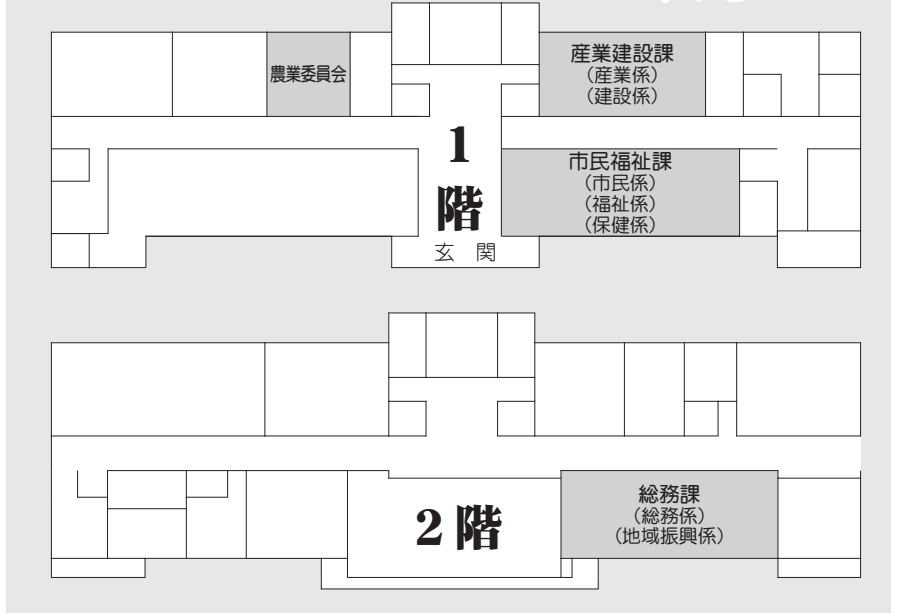 農業委員会
産業建設課
（産業係）
（建設係）
1
階
市民福祉課
（市民係）
（福祉係）
（保健係）
玄 関
2階
総務課
（総務係）
（地域振興係）